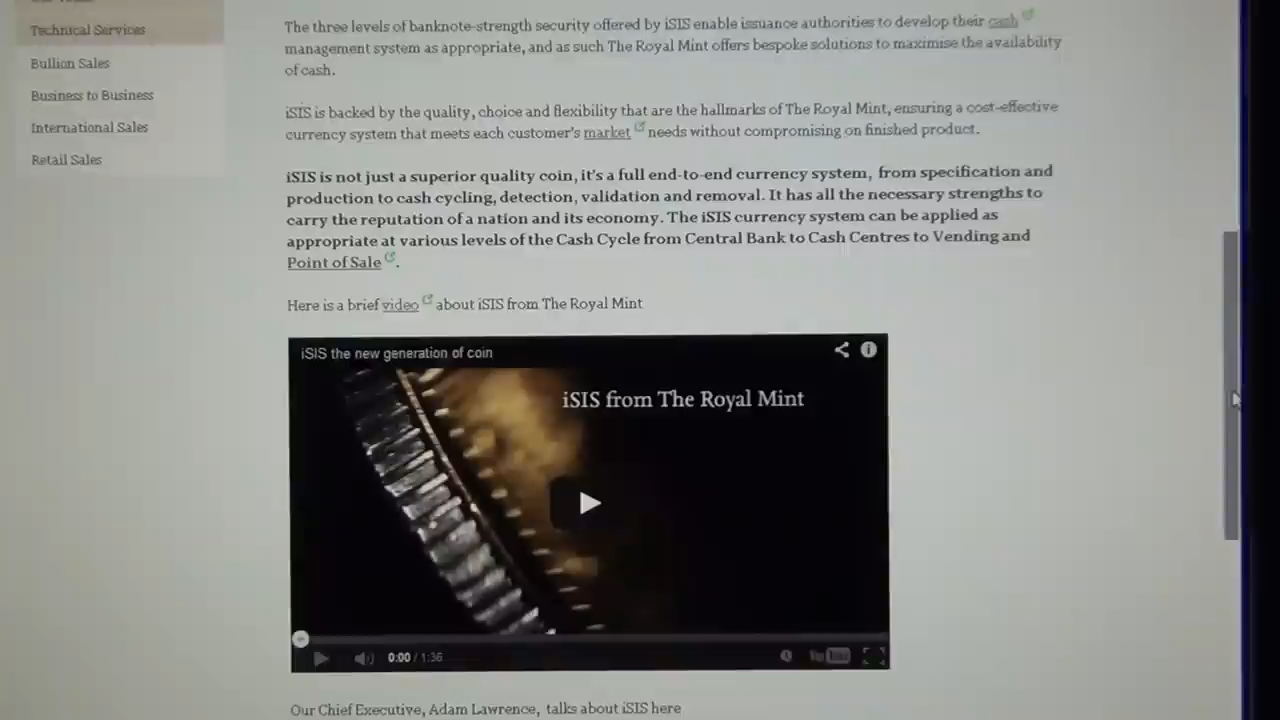 Technical Services
Bullion Sales
Business to Business
International Sales
Retail Sales
The three levels of banknote-strength security offered by iSIS enable issuance authorities to develop their cash
management system as appropriate, and as such The Royal Mint offers bespoke solutions to maximise the availability
of cash.
iSIS is backed by the quality, choice and flexibility that are the hallmarks of The Royal Mint, ensuring a cost-effective
currency system that meets each customer's market needs without compromising on finished product.
iSIS is not just a superior quality coin, it's a full end-to-end currency system, from specification and
production to cash cycling, detection, validation and removal. It has all the necessary strengths to
carry the reputation of a nation and its economy. The iSIS currency system can be applied as
appropriate at various levels of the Cash Cycle from Central Bank to Cash Centres to Vending and
Point of Sale.
Here is a brief video about iSIS from The Royal Mint
iSIS the new generation of coin
iSIS from The Royal Mint
0:00 / 1:36
YouTube
Our Chief Executive, Adam Lawrence, talks about iSIS here